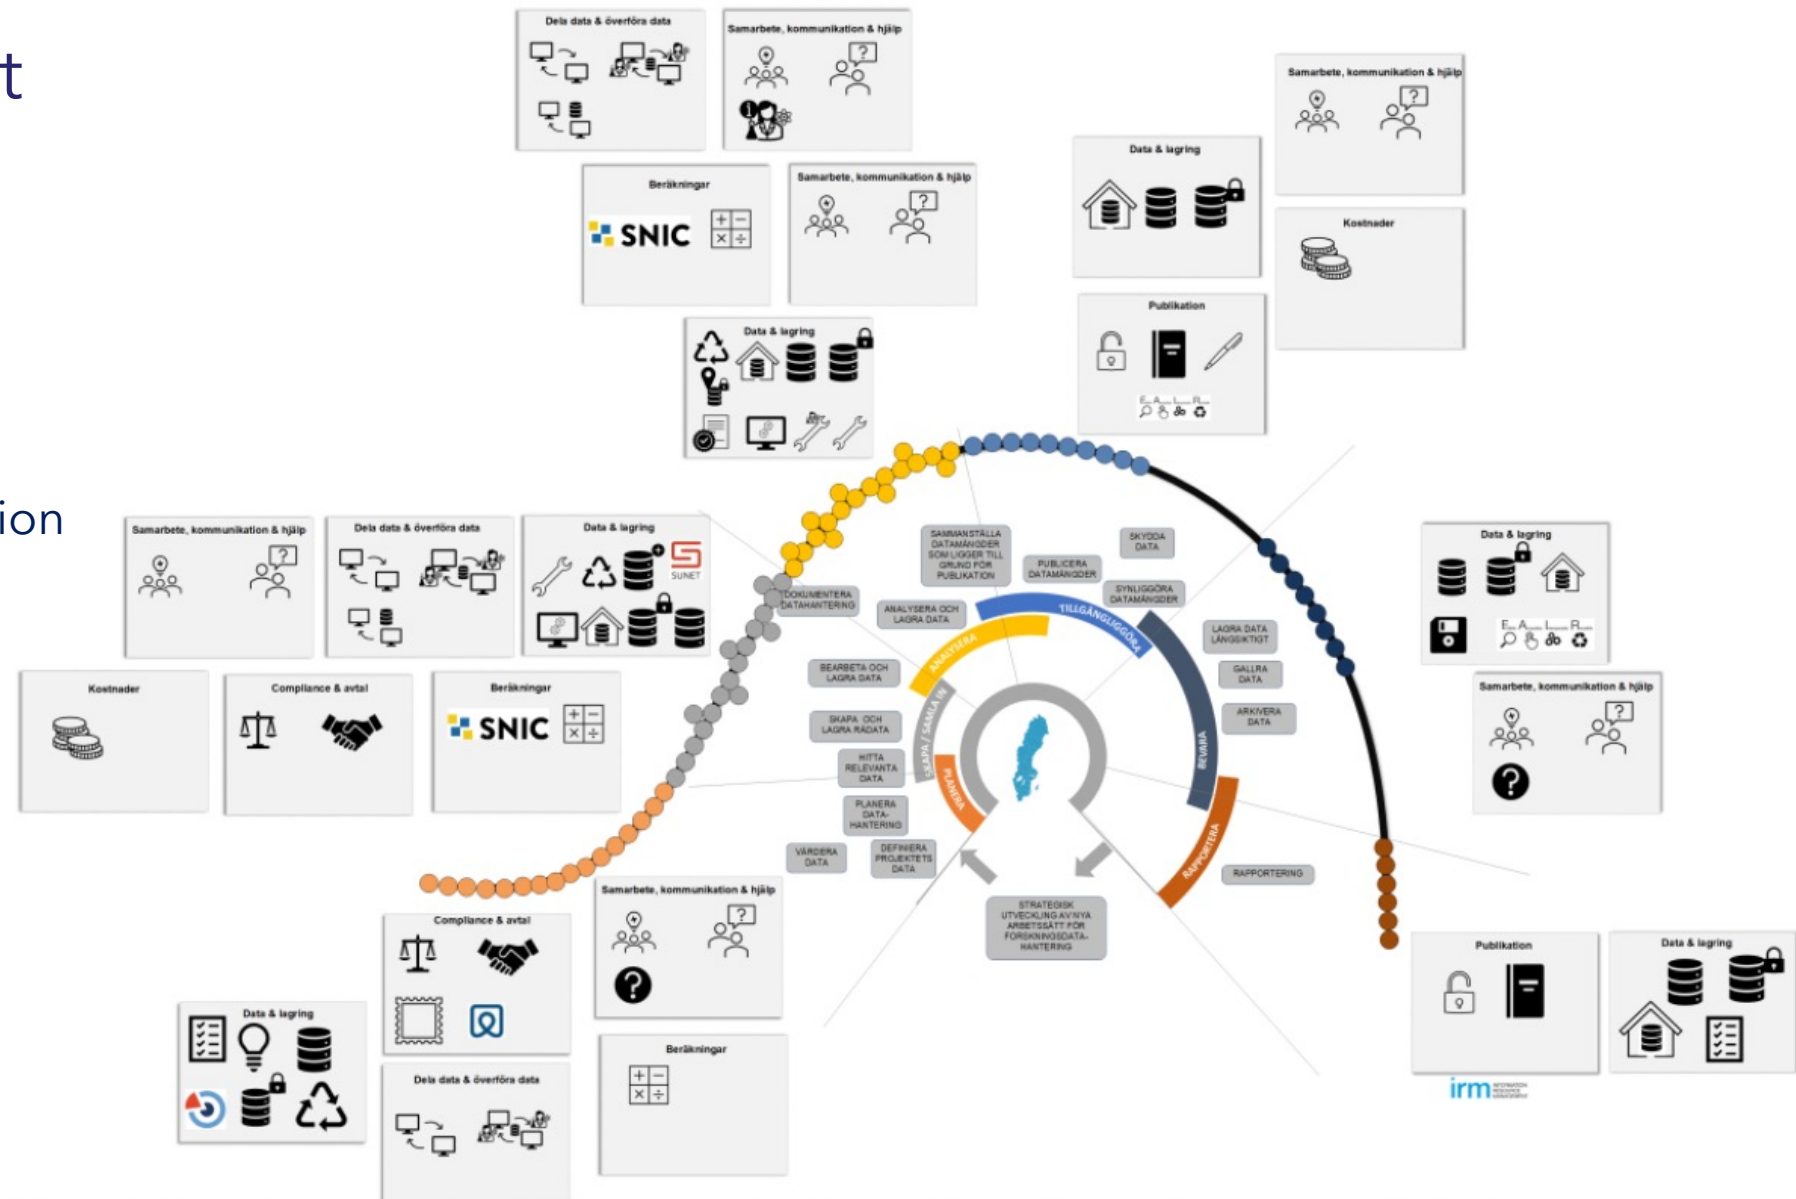 t
ion
Dela data & överföra data
Samarbete, kommunikation & hjälp
Beräkningar
SNIC
Samarbete, kommunikation & hjälp
Data & lagring
Data & lagring
Samarbete, kommunikation & hjälp
Kostnader
Publikation
Samarbete, kommunikation & hjälp
Dela data & överföra data
Data & lagring
SUNET
Kostnader
Compliance & avtal
Beräkningar
SNIC
Data & lagring
Samarbete, kommunikation & hjälp
SAMMANSTÄLLA
DATAMÄNGDER
SOM LIGGER TILL
GRUND FÖR
PUBLIKATION
SKYDDA
DATA
PUBLICERA
DATAMÄNGDER
SYNLIGGÖRA
DATAMÄNGDER
DOKUMENTERA
DATAHANTERING
ANALYSERA OCH
LAGRA DATA
BEARBETA OCH
LAGRA DATA
SKAPA OCH
LAGRA RÅDATA
HITTA
RELEVANTA
DATA
PLANERA
DATA-
HANTERING
VÄRDERA
DATA
DEFINIERA
PROJEKTETS
DATA
LAGRA DATA
LÅNGSIKTIGT
GALLRA
DATA
ARKIVERA
DATA
RAPPORTERING
PLANERA
SKAPA / SAMLA IN
ANALYSERA
TILLGÄNGLIGGÖRA
BEVARA
RAPPORTERA
STRATEGISK
UTVECKLING AV NYA
ARBETSSÄTT FÖR
FORSKNINGSDATA-
HANTERING
Samarbete, kommunikation & hjälp
Compliance & avtal
Data & lagring
Beräkningar
Dela data & överföra data
Publikation
Data & lagring
irm